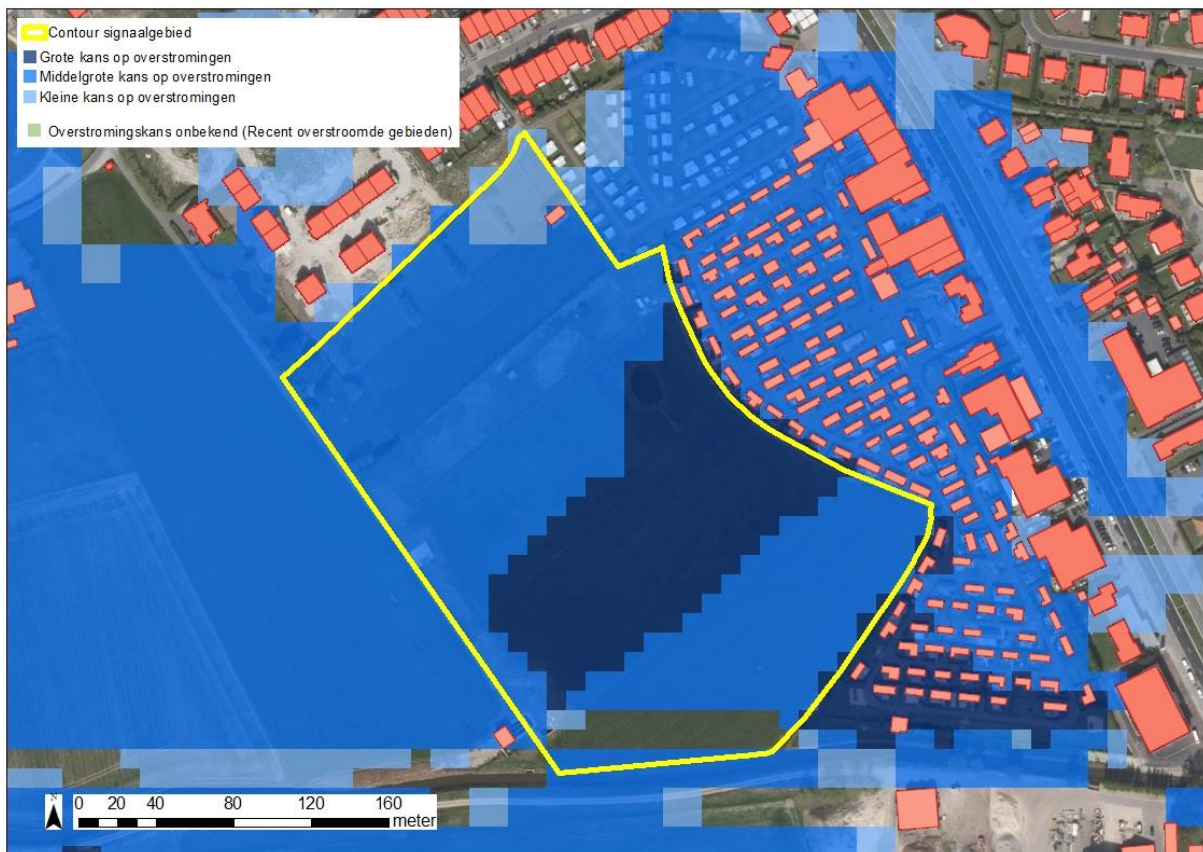 Contour signaalgebied
Grote kans op overstromingen
Middelgrote kans op overstromingen
Kleine kans op overstromingen
Overstromingskans onbekend (Recent overstroomde gebieden)
N
0 20 40 80 120 160
meter